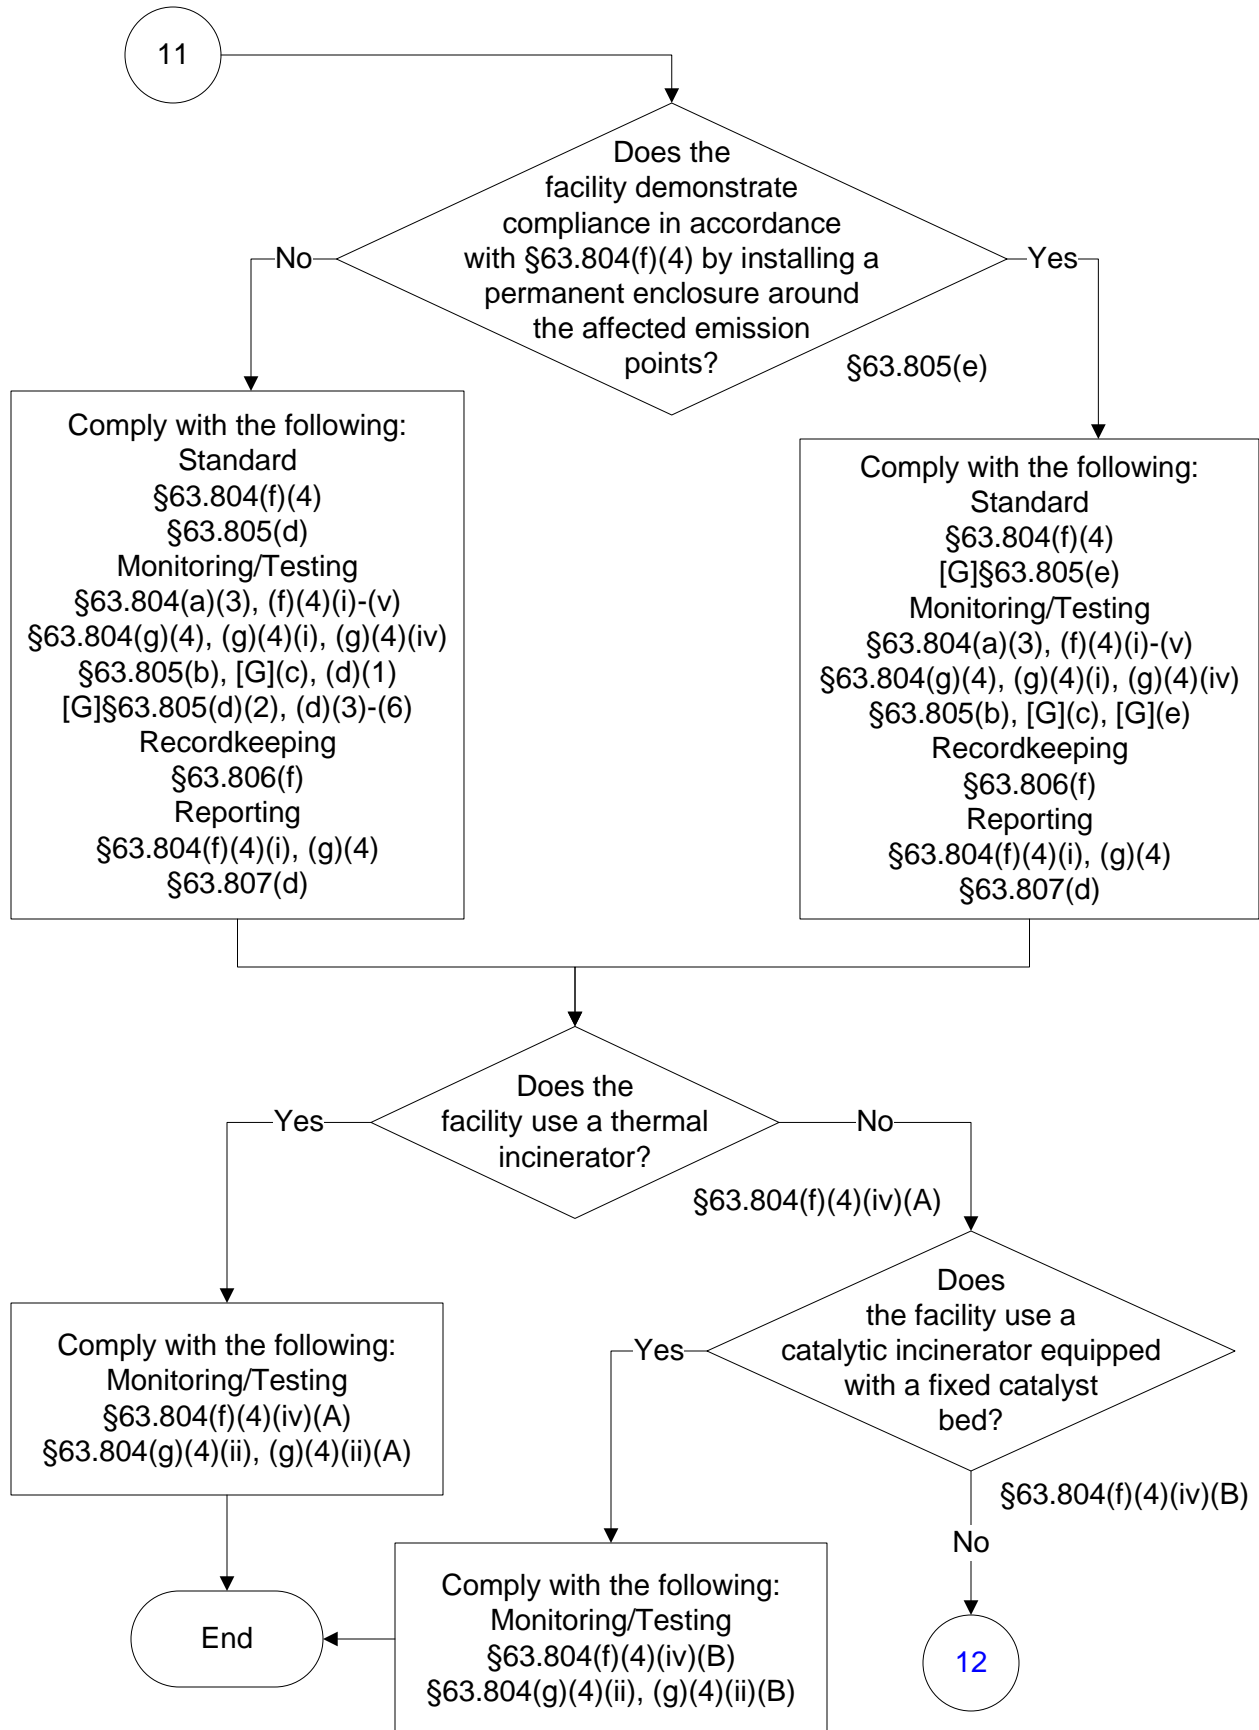 11
Does the
facility demonstrate
compliance in accordance
with §63.804(f)(4) by installing a
permanent enclosure around
the affected emission
points?
No
Yes
§63.805(e)
Comply with the following:
Standard
§63.804(f)(4)
§63.805(d)
Monitoring/Testing
§63.804(a)(3), (f)(4)(i)-(v)
§63.804(g)(4), (g)(4)(i), (g)(4)(iv)
§63.805(b), [G](c), (d)(1)
[G]§63.805(d)(2), (d)(3)-(6)
Recordkeeping
§63.806(f)
Reporting
§63.804(f)(4)(i), (g)(4)
§63.807(d)
Comply with the following:
Standard
§63.804(f)(4)
[G]§63.805(e)
Monitoring/Testing
§63.804(a)(3), (f)(4)(i)-(v)
§63.804(g)(4), (g)(4)(i), (g)(4)(iv)
§63.805(b), [G](c), [G](e)
Recordkeeping
§63.806(f)
Reporting
§63.804(f)(4)(i), (g)(4)
§63.807(d)
Does the
facility use a thermal
incinerator?
Yes
No
§63.804(f)(4)(iv)(A)
Comply with the following:
Monitoring/Testing
§63.804(f)(4)(iv)(A)
§63.804(g)(4)(ii), (g)(4)(ii)(A)
Does
the facility use a
catalytic incinerator equipped
with a fixed catalyst
bed?
Yes
§63.804(f)(4)(iv)(B)
No
Comply with the following:
Monitoring/Testing
§63.804(f)(4)(iv)(B)
§63.804(g)(4)(ii), (g)(4)(ii)(B)
End
12